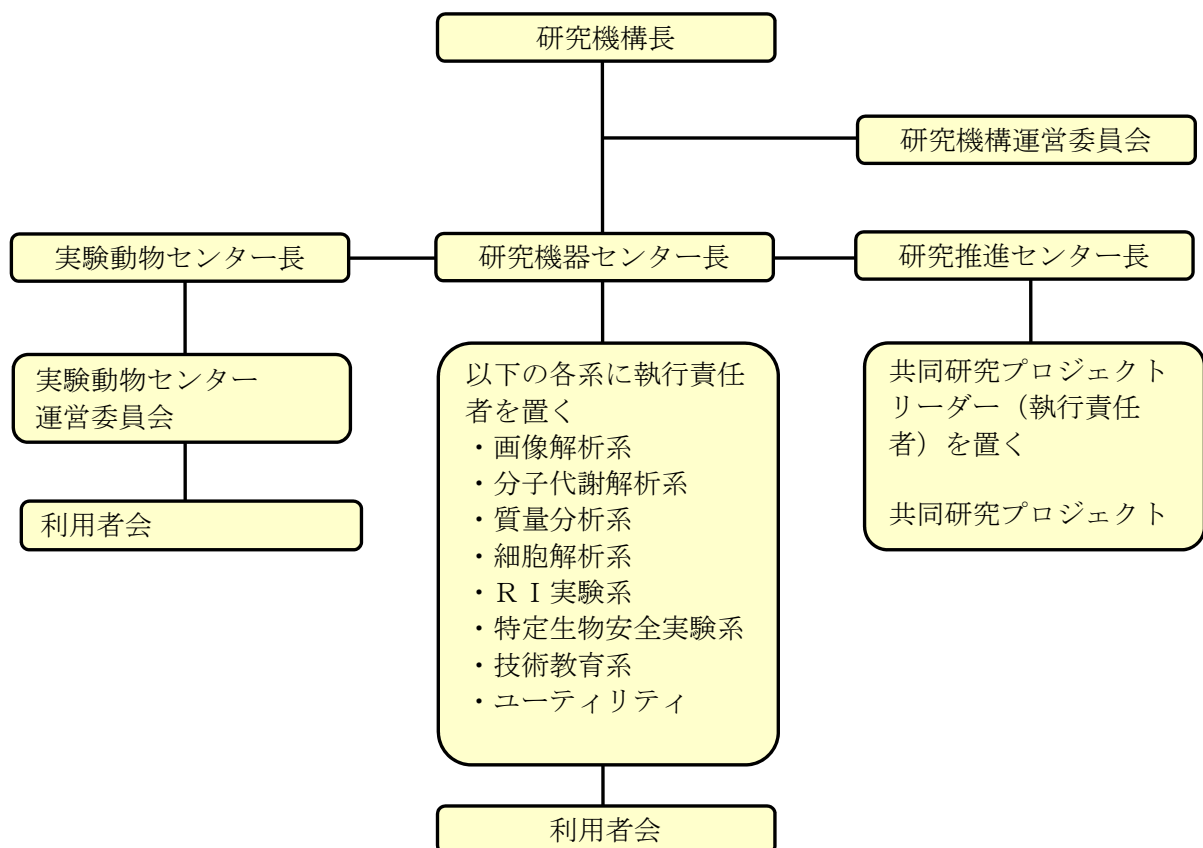 研究機構長
研究機構運営委員会
実験動物センター長
研究機器センター長
研究推進センター長
実験動物センター
運営委員会
利用者会
以下の各系に執行責任
者を置く
・画像解析系
・分子代謝解析系
・質量分析系
・細胞解析系
・ＲＩ実験系
・特定生物安全実験系
・技術教育系
・ユーティリティ
利用者会
共同研究プロジェクト
リーダー（執行責任
者）を置く
共同研究プロジェクト